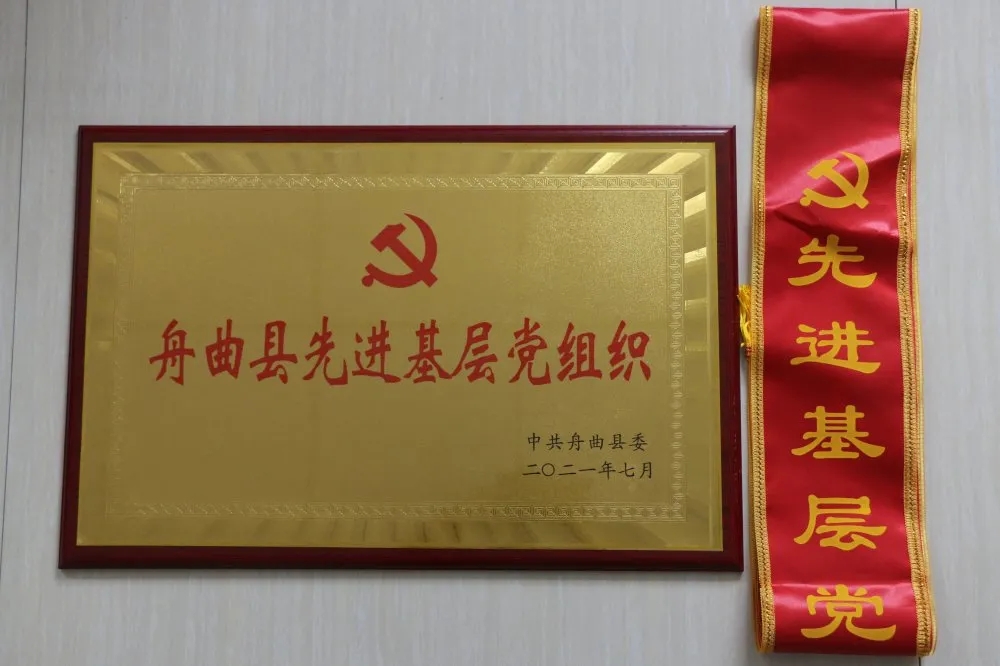 舟曲县先进基层党组织
中共舟曲县委
二〇二一年七月
先进基层党